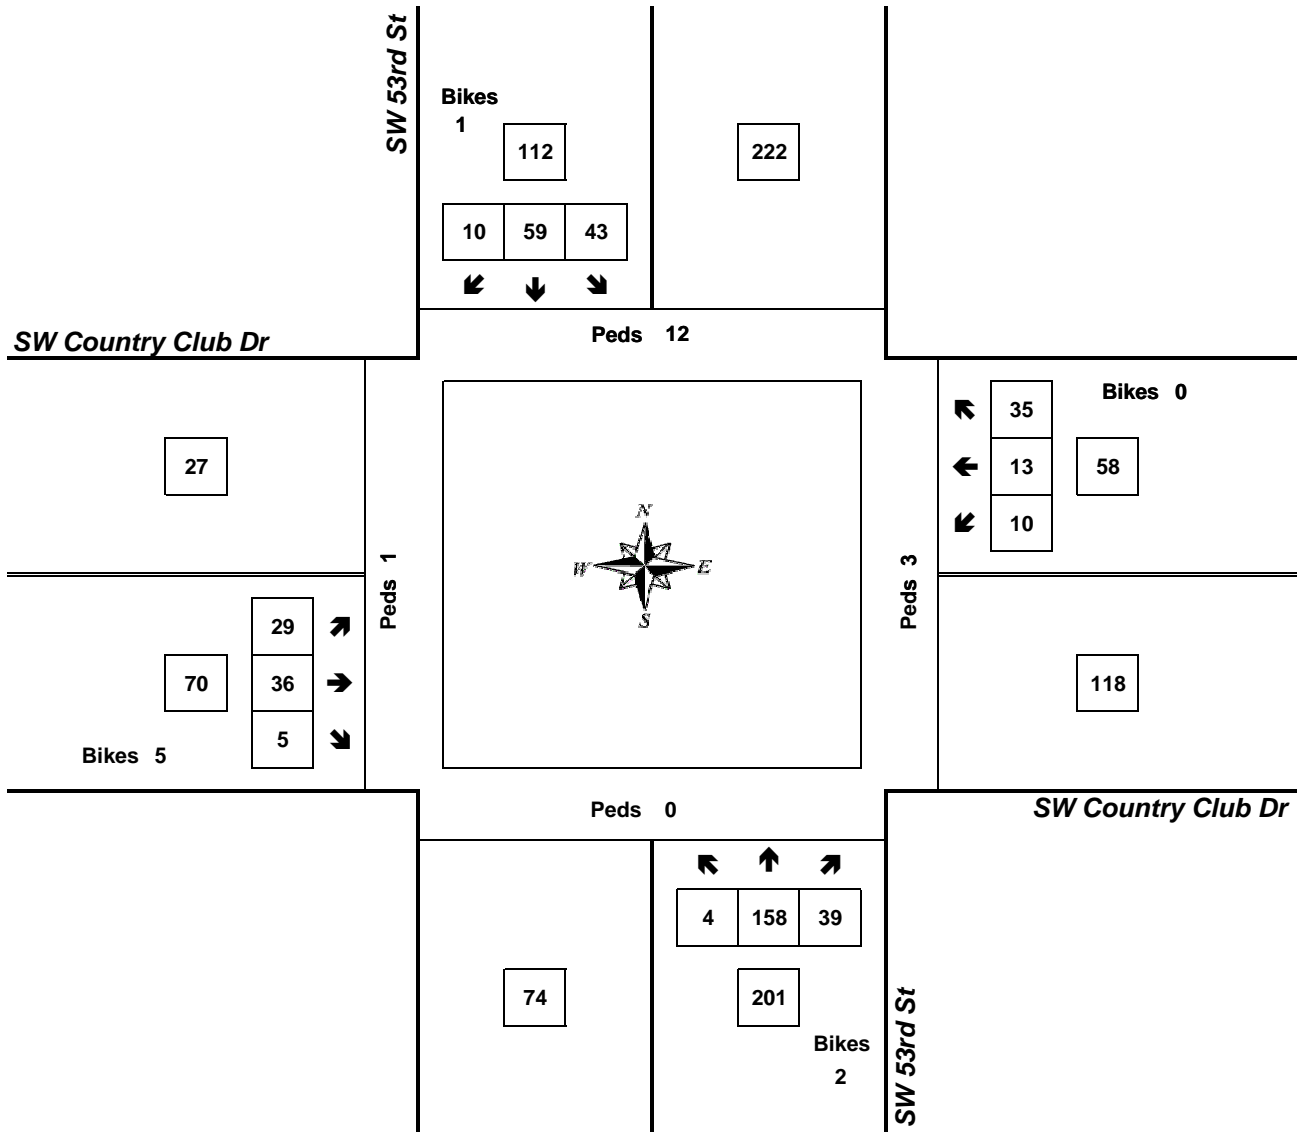 SW 53rd St
Bikes
1
112
222
10 59 43
Peds 12
SW Country Club Dr
Bikes 0
35
27
13
58
10
N
W E
S
Peds 1
Peds 3
29
70
36
118
5
Bikes 5
Peds 0
SW Country Club Dr
4 158 39
74
201
Bikes
2
SW 53rd St